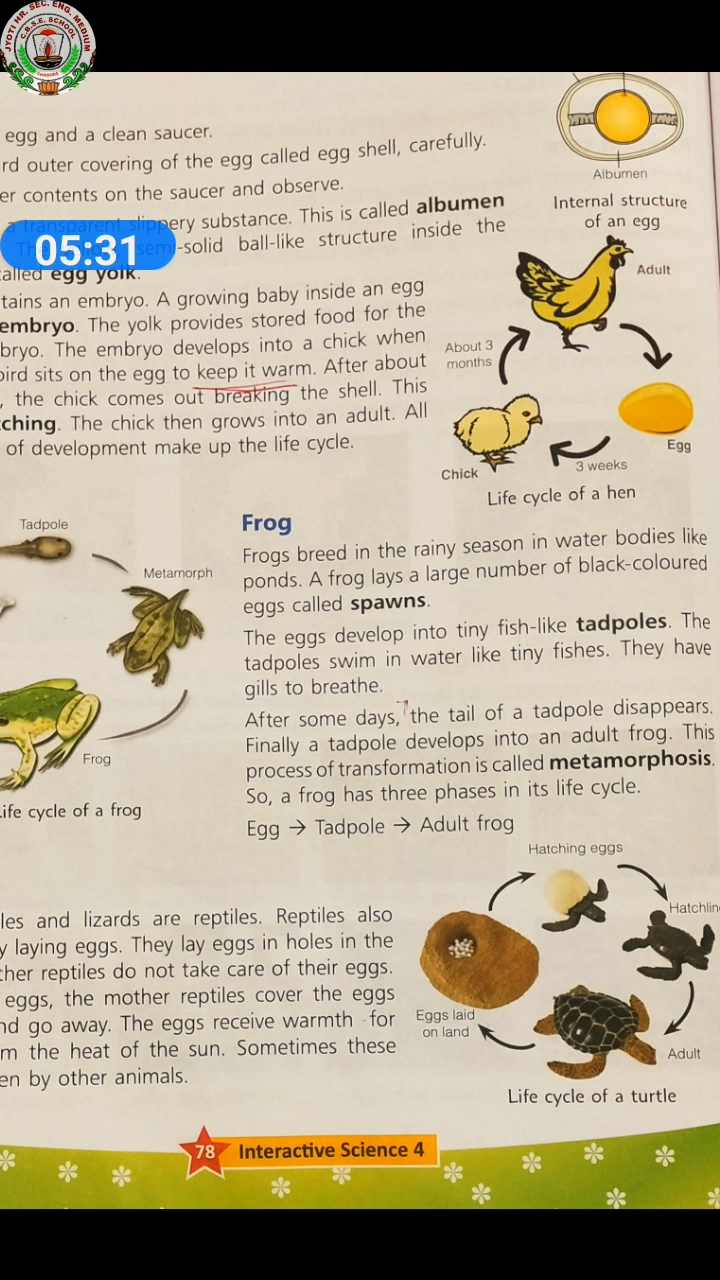 JYOTI HR. SEC. ENG. MEDIUM
C.B.S.E. SCHOOL
egg and a clean saucer.
rd outer covering of the egg called egg shell, carefully.
er contents on the saucer and observe.
a transparent slippery substance. This is called albumen
-solid ball-like structure inside the
called egg yolk.
05:31
tains an embryo. A growing baby inside an egg
embryo. The yolk provides stored food for the
bryo. The embryo develops into a chick when
bird sits on the egg to keep it warm. After about
, the chick comes out breaking the shell. This
ching. The chick then grows into an adult. All
of development make up the life cycle.
Albumen
Internal structure
of an egg
Adult
About 3
months
Egg
3 weeks
Chick
Life cycle of a hen
Tadpole
Metamorph
Frog
ife cycle of a frog
Frog
Frogs breed in the rainy season in water bodies like
ponds. A frog lays a large number of black-coloured
eggs called spawns.
The eggs develop into tiny fish-like tadpoles. The
tadpoles swim in water like tiny fishes. They have
gills to breathe.
After some days, the tail of a tadpole disappears.
Finally a tadpole develops into an adult frog. This
process of transformation is called metamorphosis.
So, a frog has three phases in its life cycle.
Egg → Tadpole → Adult frog
les and lizards are reptiles. Reptiles also
y laying eggs. They lay eggs in holes in the
ther reptiles do not take care of their eggs.
eggs, the mother reptiles cover the eggs
nd go away. The eggs receive warmth for
m the heat of the sun. Sometimes these
en by other animals.
Hatching eggs
Hatchlin
Eggs laid
on land
Adult
Life cycle of a turtle
78 Interactive Science 4